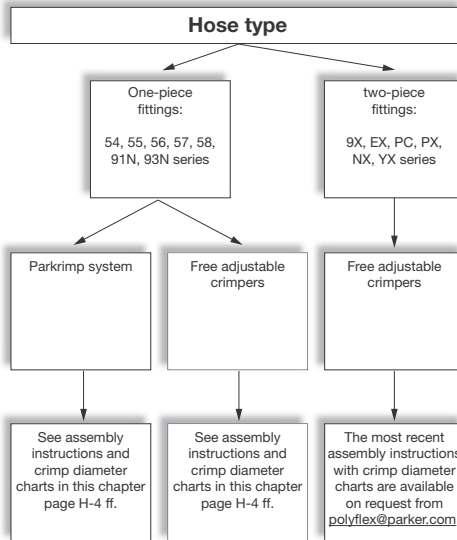 Hose type
One-piece
fittings:
54, 55, 56, 57, 58,
91N, 93N series
two-piece
fittings:
9X, EX, PC, PX,
NX, YX series
Parkrimp system
Free adjustable
crimpers
Free adjustable
crimpers
See assembly
instructions and
crimp diameter
charts in this chapter
page H-4 ff.
See assembly
instructions and
crimp diameter
charts in this chapter
page H-4 ff.
The most recent
assembly instructions
with crimp diameter
charts are available
on request from
polyflex@parker.com